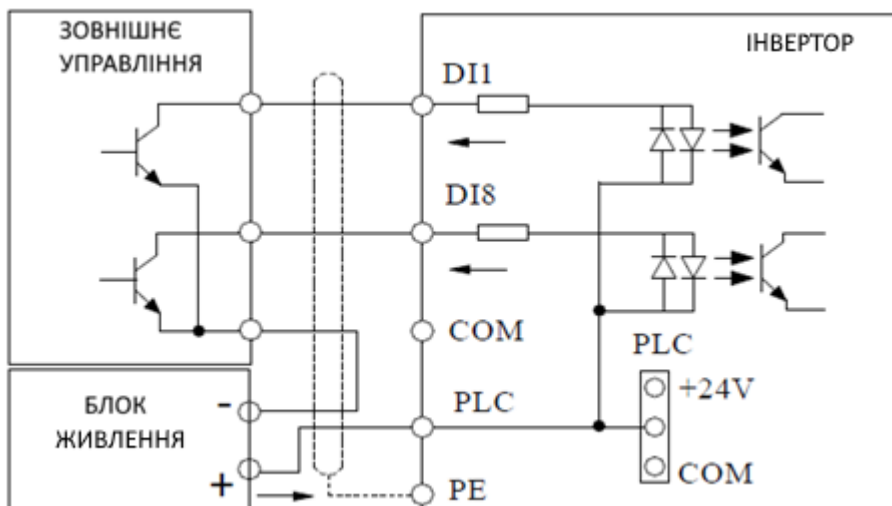 ЗОВНІШНЄ
УПРАВЛІННЯ
ІНВЕРТОР
DI1
DI8
COM
PLC
PLC
+24V
COM
БЛОК
ЖИВЛЕННЯ
-
+
PE